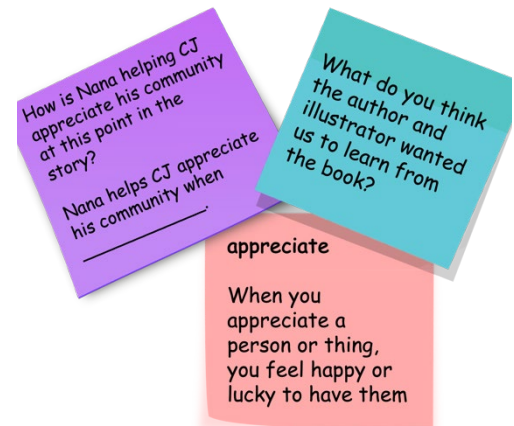 How is Nana helping CJ
appreciate his community
at this point in the
story?
Nana helps CJ appreciate
his community when
____________.
What do you think
the author and
illustrator wanted
us to learn from
the book?
appreciate
When you
appreciate a
person or thing,
you feel happy or
lucky to have them